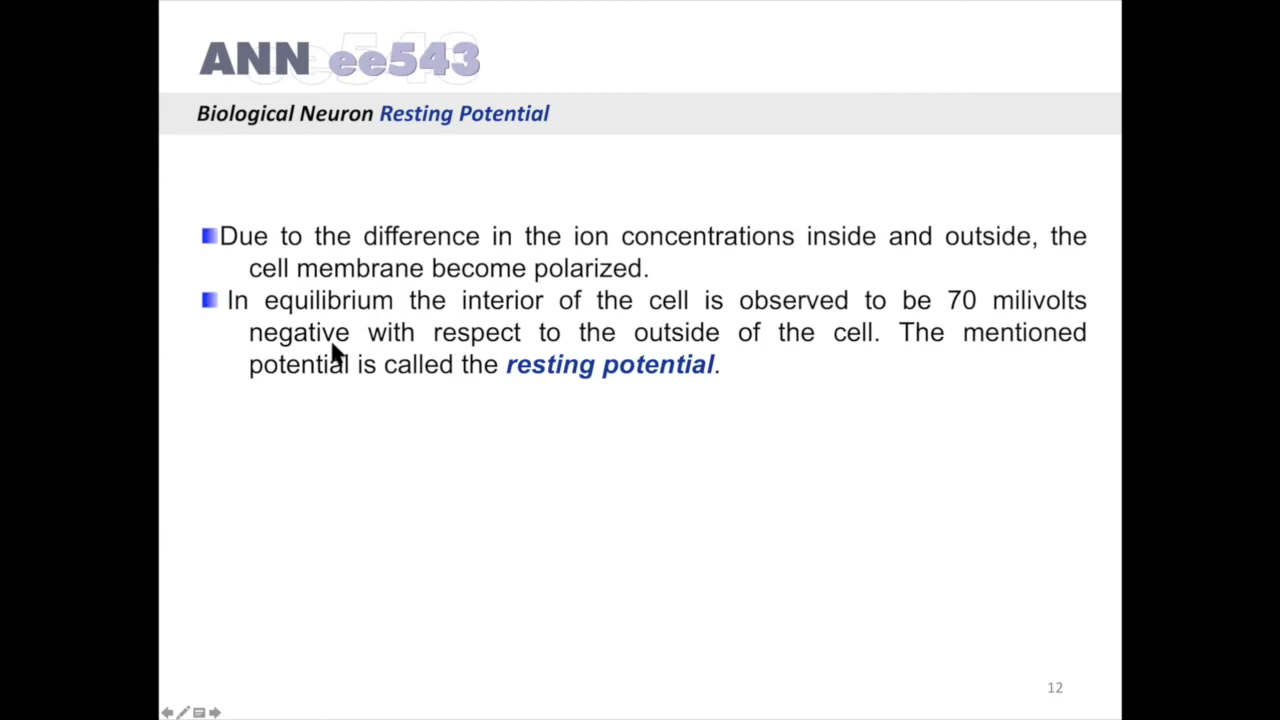 ANN ee543
Biological Neuron Resting Potential
Due to the difference in the ion concentrations inside and outside, the
cell membrane become polarized.
In equilibrium the interior of the cell is observed to be 70 milivolts
negative with respect to the outside of the cell. The mentioned
potential is called the resting potential.
12